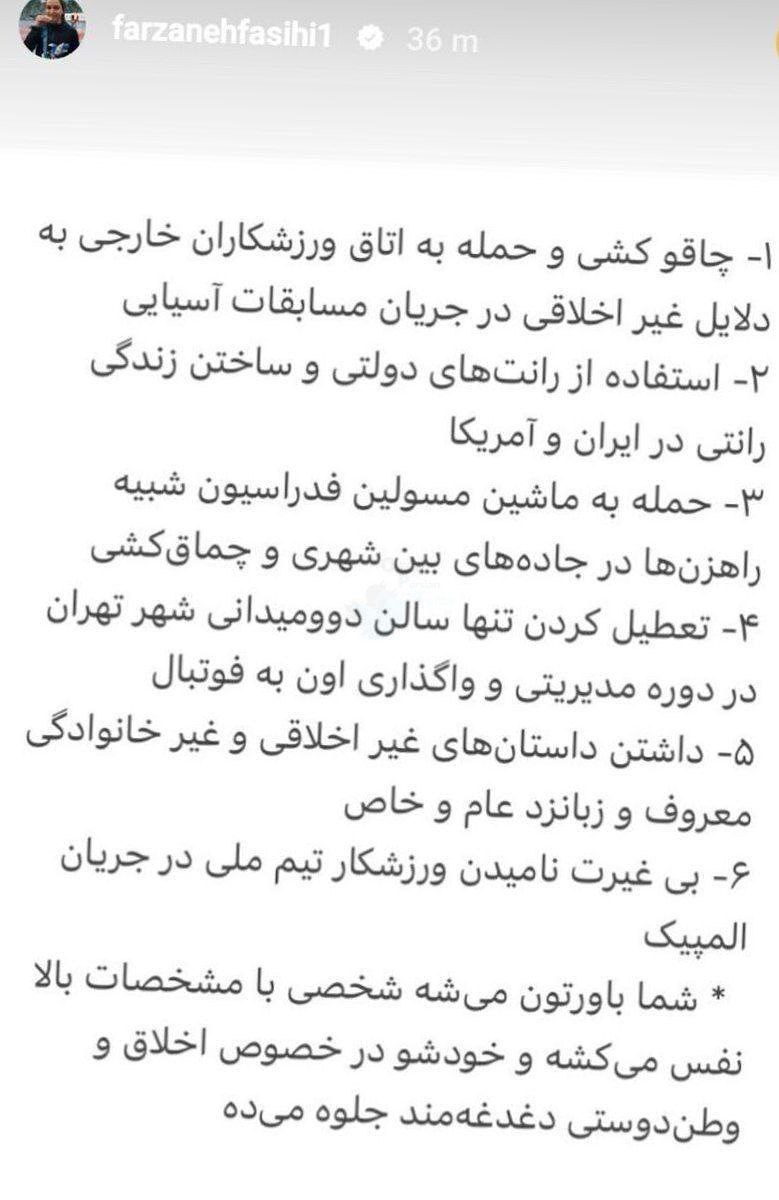 farzanehfasihi1 36 m
۱- چاقو کشی و حمله به اتاق ورزشکاران خارجی به
دلایل غیر اخلاقی در جریان مسابقات آسیایی
۲- استفاده از رانت‌های دولتی و ساختن زندگی
رانتی در ایران و آمریکا
۳- حمله به ماشین مسولین فدراسیون شبیه
راهزن‌ها در جاده‌های بین شهری و چماق‌کشی
۴- تعطیل کردن تنها سالن دوومیدانی شهر تهران
در دوره مدیریتی و واگذاری اون به فوتبال
۵- داشتن داستان‌های غیر اخلاقی و غیر خانوادگی
معروف و زبانزد عام و خاص
۶- بی غیرت نامیدن ورزشکار تیم ملی در جریان
المپیک
* شما باورتون می‌شه شخصی با مشخصات بالا
نفس می‌کشه و خودشو در خصوص اخلاق و
وطن‌دوستی دغدغه‌مند جلوه می‌ده